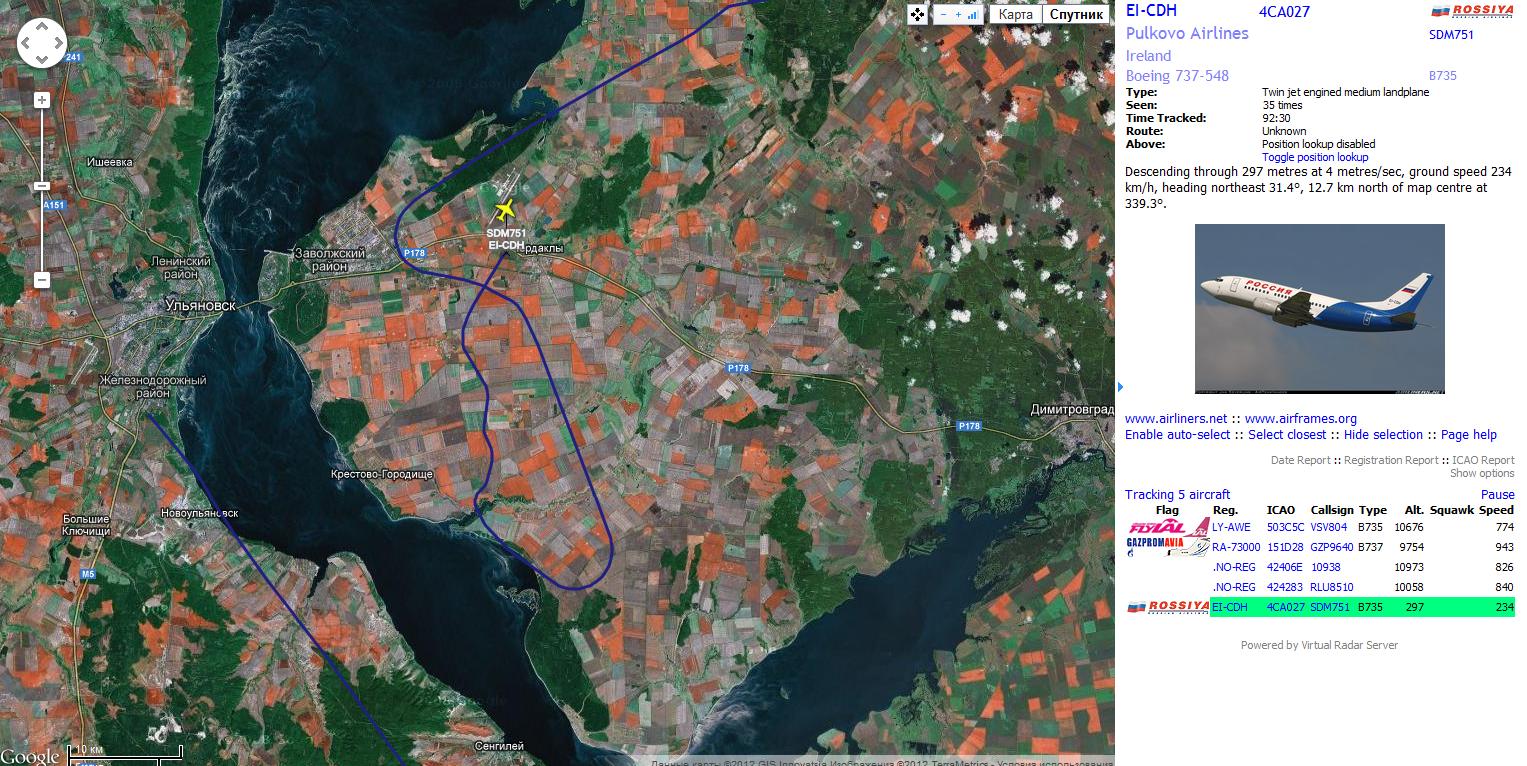 Карта
Спутник
241
Ишеевка
A151
Ленинский
район
Заволжский
район
P178
SDM751
EI-CDH
Ульяновск
P178
Железнодорожный
район
Димитровград
P178
Крестово-Городище
Новоульяновск
Большие
Ключищи
M5
Сенгилей
Google
10 км
EI-CDH 4CA027 ROSSIYA
Pulkovo Airlines SDM751
Ireland
Boeing 737-548 B735
Type: Twin jet engined medium landplane
Seen: 35 times
Time Tracked: 92:30
Route: Unknown
Above: Position lookup disabled
Toggle position lookup
Descending through 297 metres at 4 metres/sec, ground speed 234
km/h, heading northeast 31.4°, 12.7 km north of map centre at
339.3°.
РОССИЯ
www.airliners.net :: www.airframes.org
Enable auto-select :: Select closest :: Hide selection :: Page help
Date Report :: Registration Report :: ICAO Report
Show options
Tracking 5 aircraft Pause
Flag Reg. ICAO Callsign Type Alt. Squawk Speed
FLYLAL LY-AWE 503C5C VSV804 B735 10676 774
GAZPROMAVIA RA-73000 151D28 GZP9640 B737 9754 943
.NO-REG 42406E 10938 10973 826
.NO-REG 424283 RLU8510 10058 840
ROSSIYA EI-CDH 4CA027 SDM751 B735 297 234
Powered by Virtual Radar Server